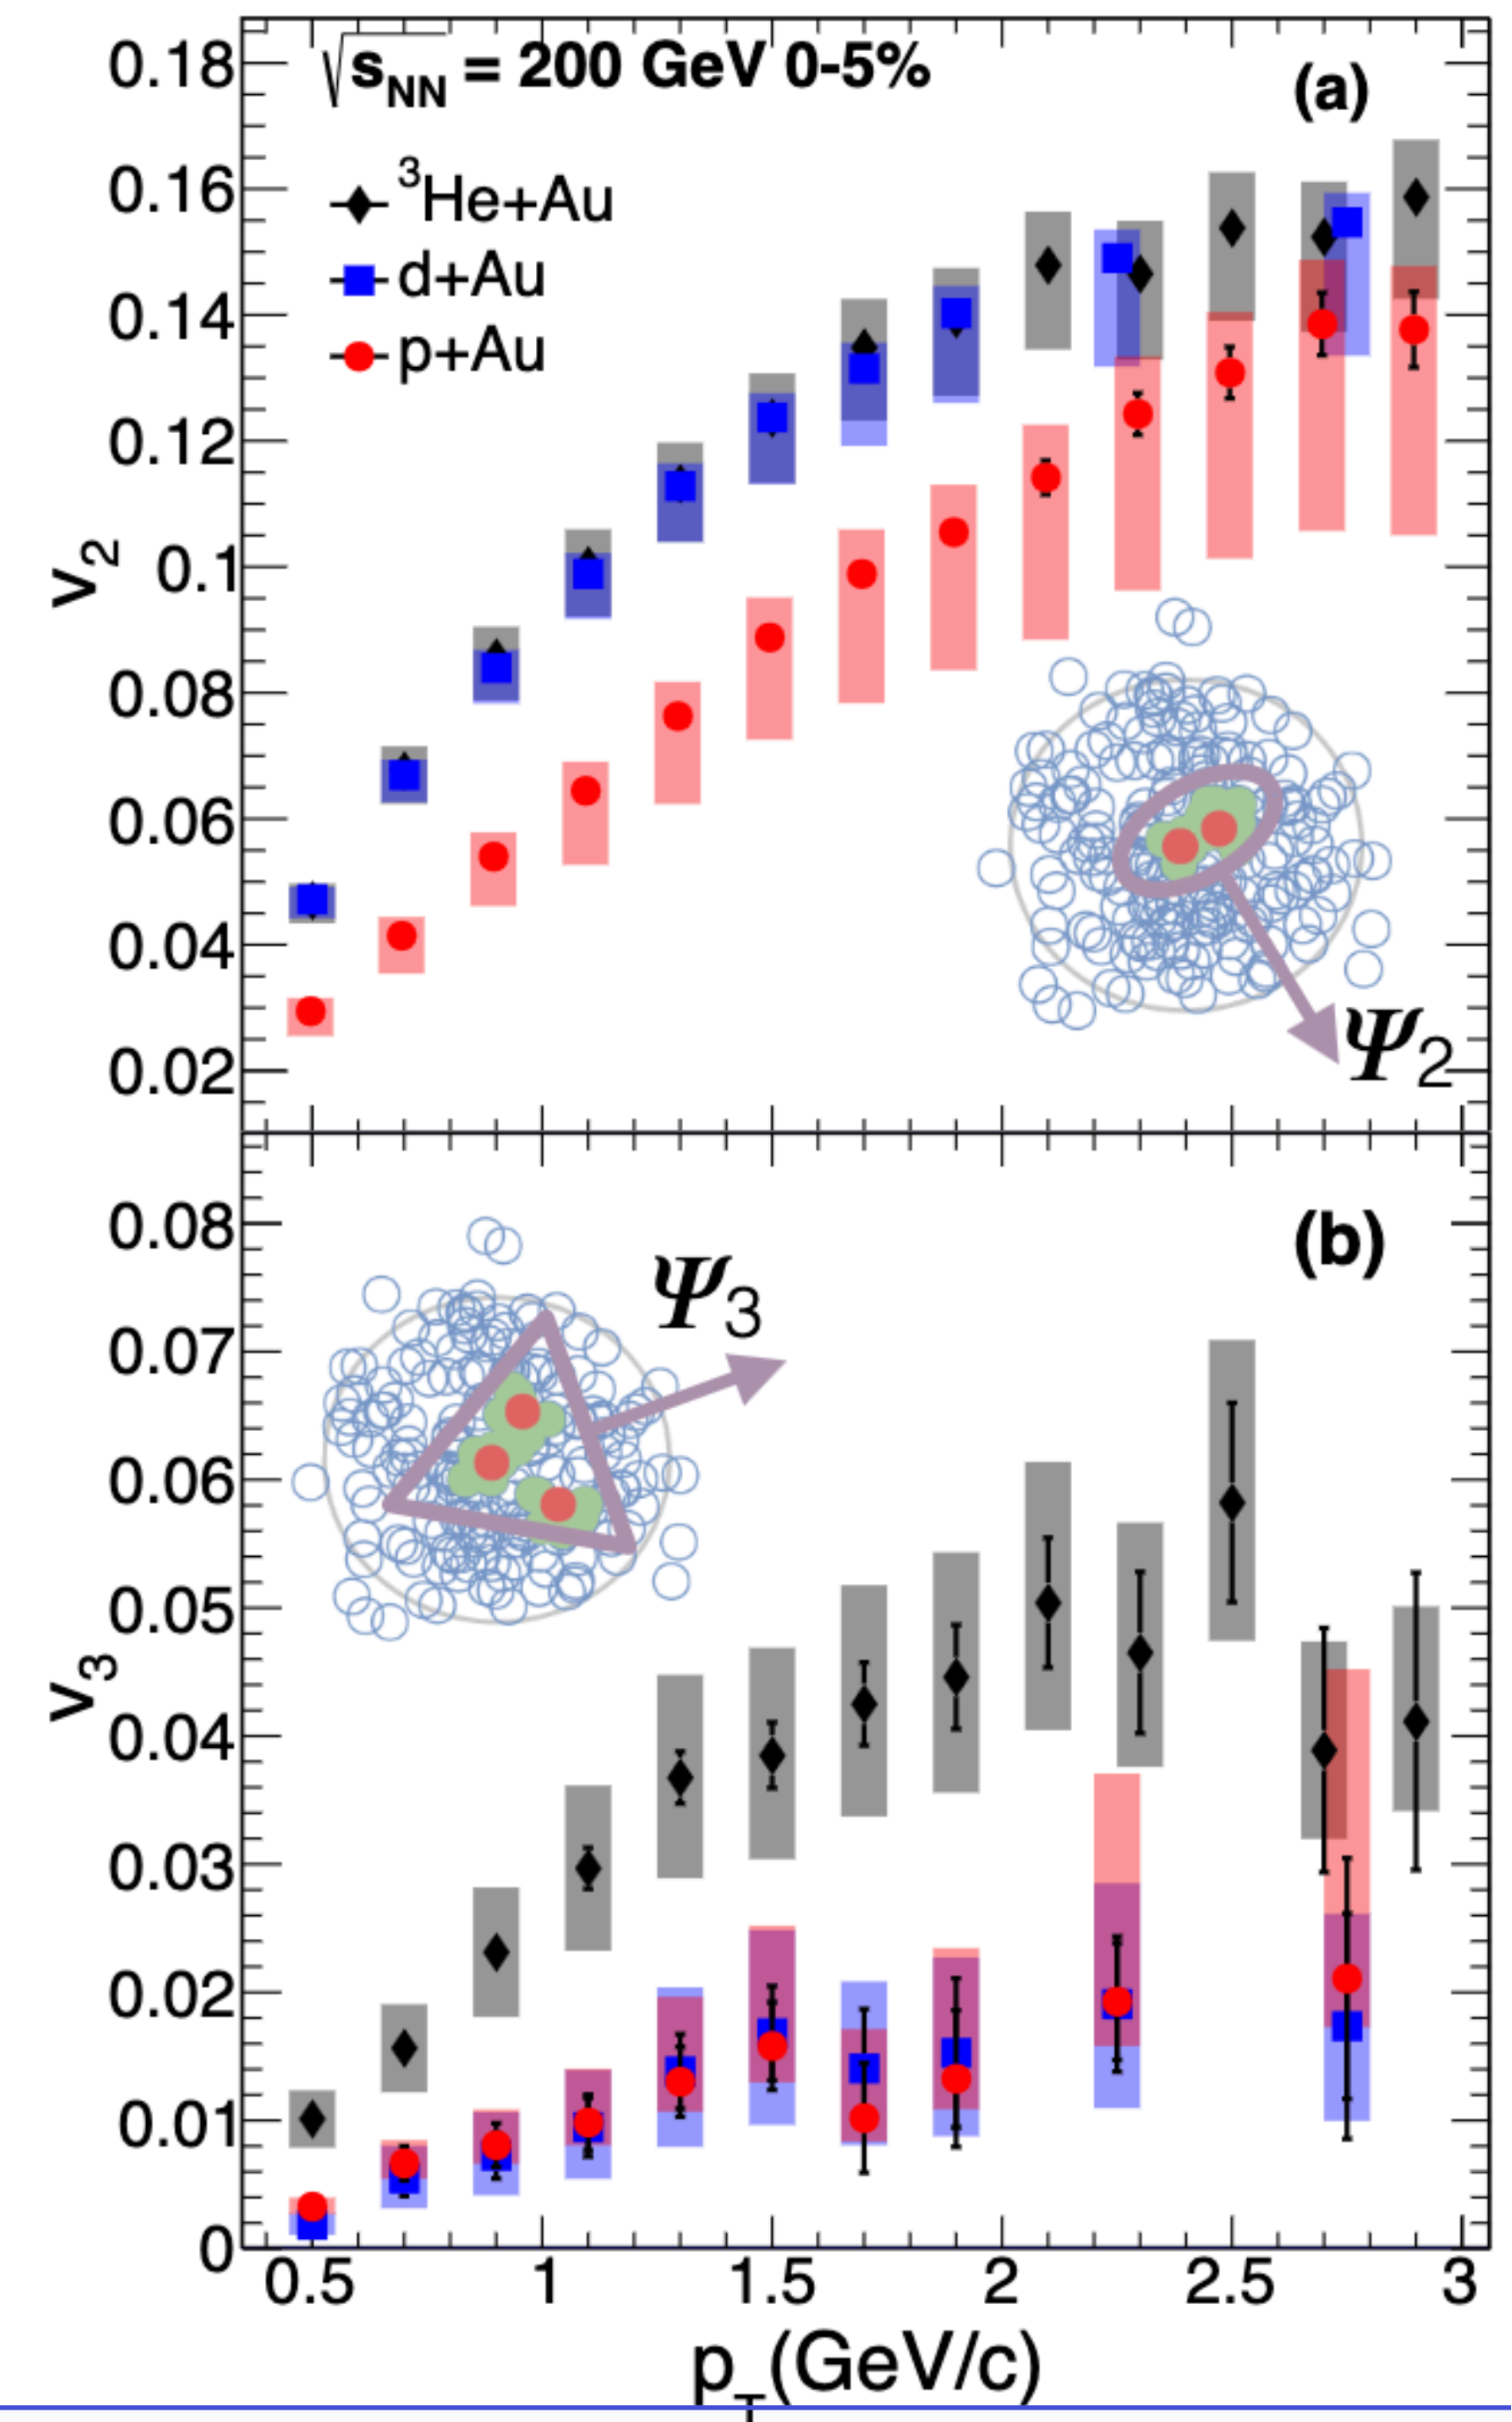 √sNN = 200 GeV 0-5%
(a)
3He+Au
d+Au
p+Au
0.18
0.16
0.14
0.12
0.1
0.08
0.06
0.04
0.02
v2
Ψ2
(b)
Ψ3
0.08
0.07
0.06
0.05
0.04
0.03
0.02
0.01
0
v3
0.5 1 1.5 2 2.5 3
pT(GeV/c)